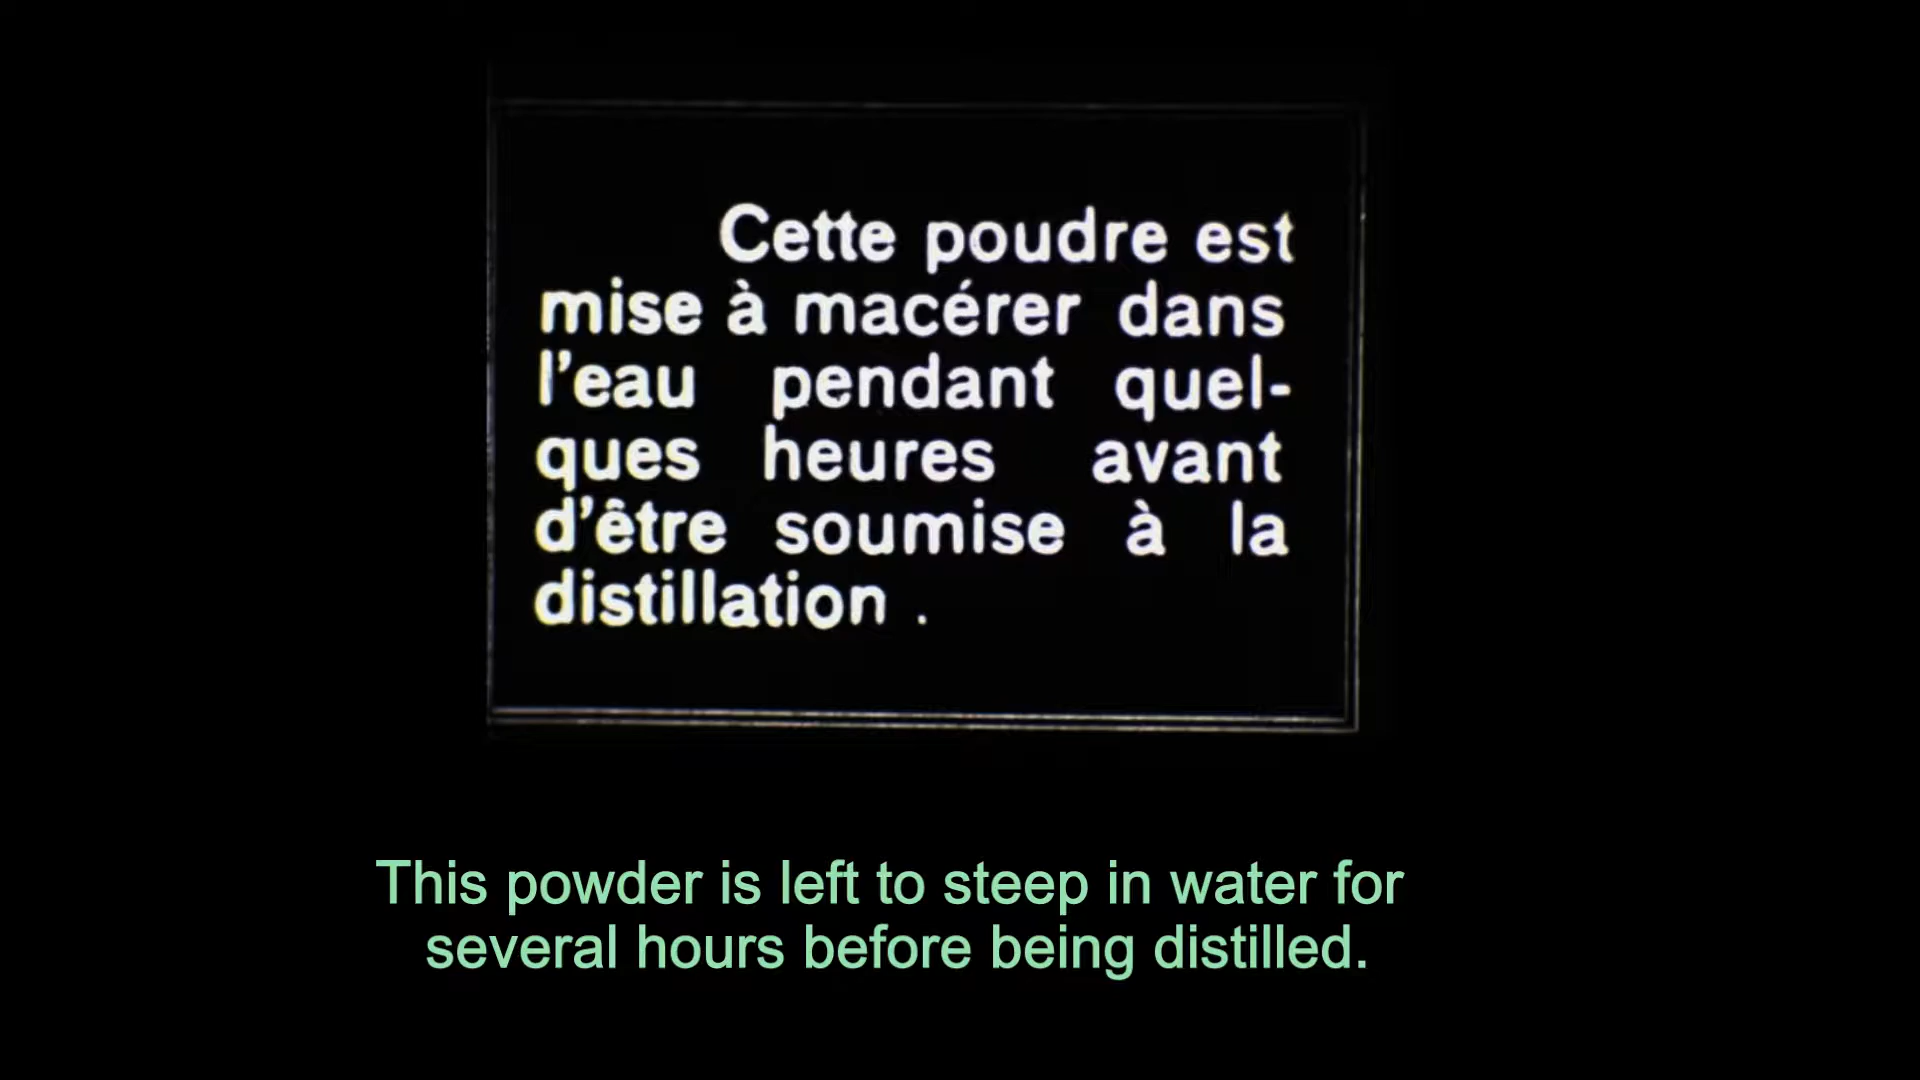 Cette poudre est
mise à macérer dans
l'eau pendant quel-
ques heures avant
d'être soumise à la
distillation .
This powder is left to steep in water for
several hours before being distilled.